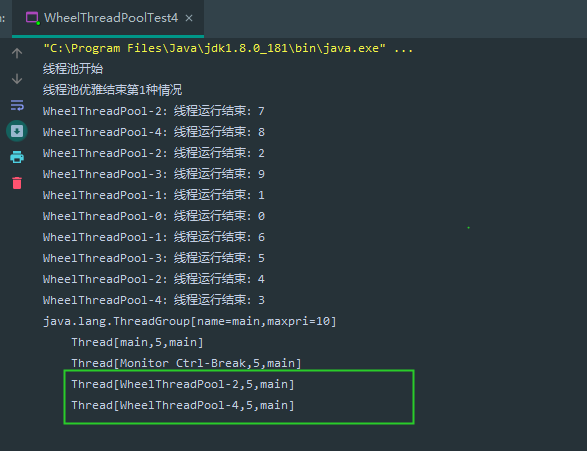 WheelThreadPoolTest4 ×
"C:\Program Files\Java\jdk1.8.0_181\bin\java.exe" ...
线程池开始
线程池优雅结束第1种情况
WheelThreadPool-2: 线程运行结束: 7
WheelThreadPool-4: 线程运行结束: 8
WheelThreadPool-2: 线程运行结束: 2
WheelThreadPool-3: 线程运行结束: 9
WheelThreadPool-1: 线程运行结束: 1
WheelThreadPool-0: 线程运行结束: 0
WheelThreadPool-1: 线程运行结束: 6
WheelThreadPool-3: 线程运行结束: 5
WheelThreadPool-2: 线程运行结束: 4
WheelThreadPool-4: 线程运行结束: 3
java.lang.ThreadGroup[name=main,maxpri=10]
Thread[main,5,main]
Thread[Monitor Ctrl-Break,5,main]
Thread[WheelThreadPool-2,5,main]
Thread[WheelThreadPool-4,5,main]